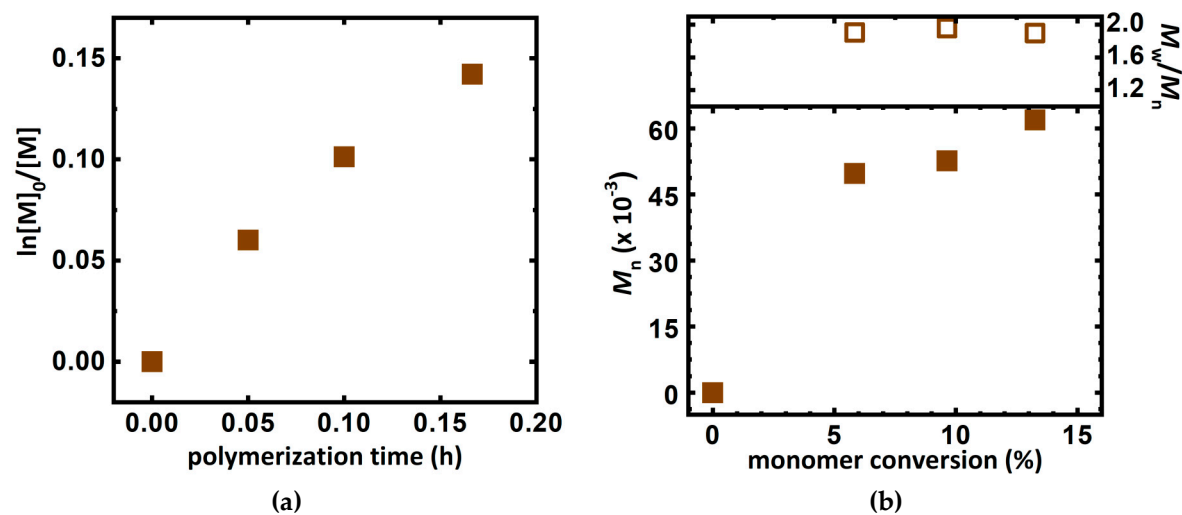 0.15
0.10
0.05
0.00
ln[M]₀/[M]
0.00 0.05 0.10 0.15 0.20
polymerization time (h)
(a)
2.0
1.6
1.2
Mw/Mn
60
45
30
15
0
Mn (x 10⁻³)
0 5 10 15
monomer conversion (%)
(b)